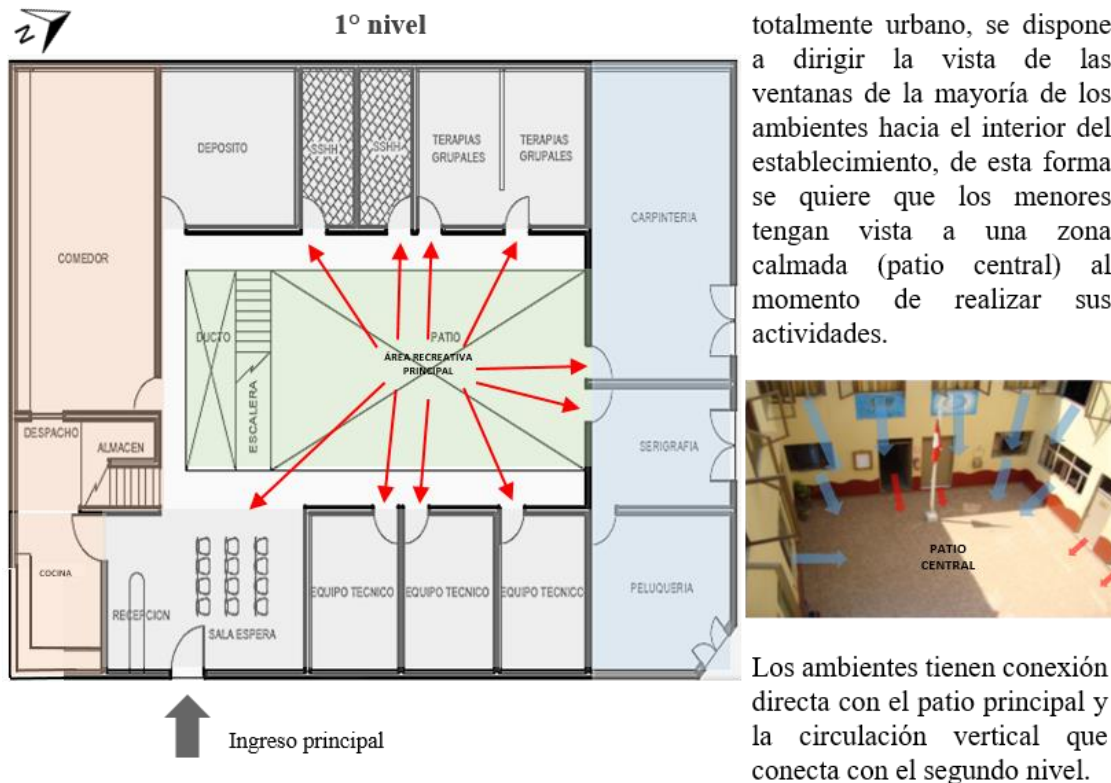 N
1° nivel
DEPOSITO
SSHH
SSHH
TERAPIAS
GRUPALES
TERAPIAS
GRUPALES
CARPINTERIA
COMEDOR
DUCTO
ESCALERA
PATIO
ÁREA RECREATIVA
PRINCIPAL
DESPACHO
ALMACEN
SERIGRAFIA
COCINA
RECEPCION
SALA ESPERA
EQUIPO TECNICO
EQUIPO TECNICO
EQUIPO TECNICO
PELUQUERIA
Ingreso principal
totalmente urbano, se dispone
a dirigir la vista de las
ventanas de la mayoría de los
ambientes hacia el interior del
establecimiento, de esta forma
se quiere que los menores
tengan vista a una zona
calmada (patio central) al
momento de realizar sus
actividades.
PATIO
CENTRAL
Los ambientes tienen conexión
directa con el patio principal y
la circulación vertical que
conecta con el segundo nivel.